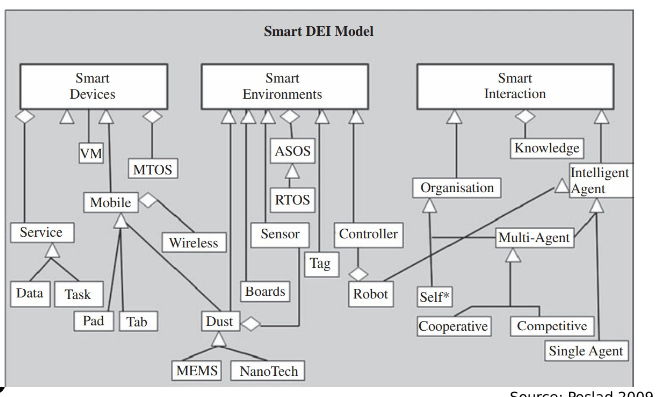 Smart DEI Model
Smart
Devices
Smart
Environments
Smart
Interaction
VM
MTOS
ASOS
Knowledge
Mobile
RTOS
Organisation
Intelligent
Agent
Service
Wireless
Sensor
Controller
Multi-Agent
Tag
Data
Task
Boards
Robot
Self*
Pad
Tab
Dust
Cooperative
Competitive
Single Agent
MEMS
NanoTech
Source: Poslad 2009